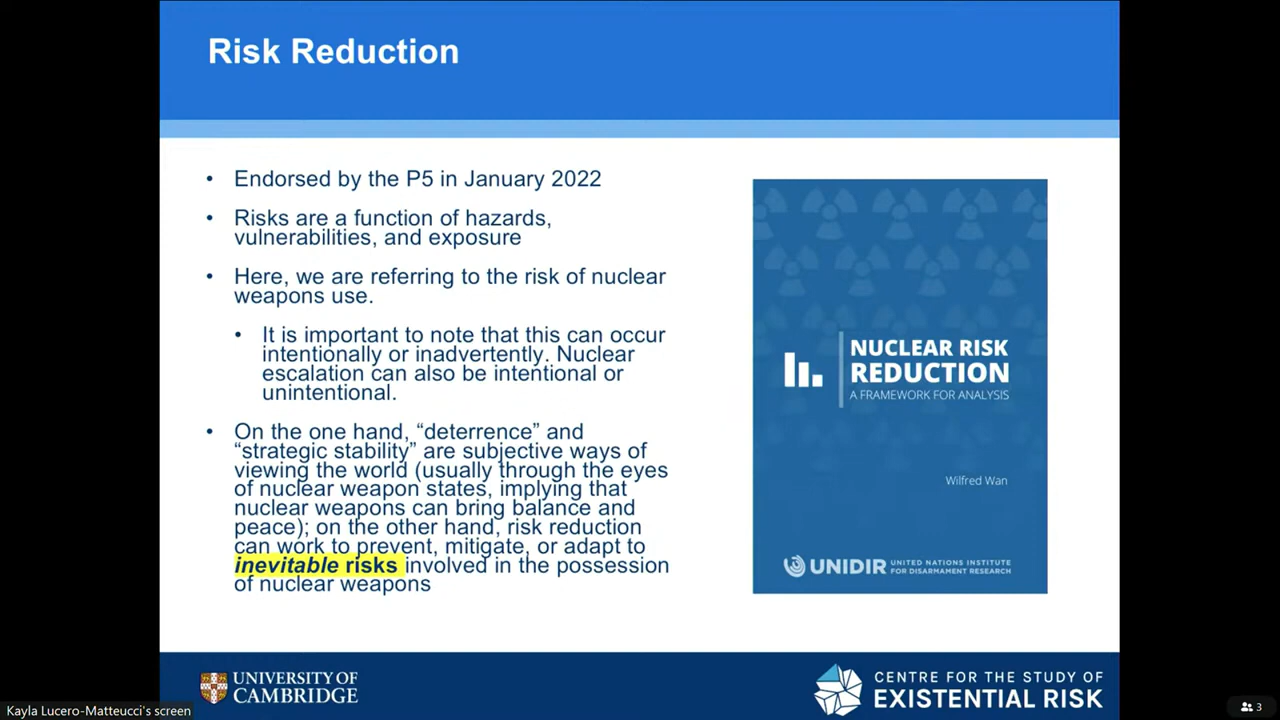 Risk Reduction
• Endorsed by the P5 in January 2022
• Risks are a function of hazards,
vulnerabilities, and exposure
• Here, we are referring to the risk of nuclear
weapons use.
• It is important to note that this can occur
intentionally or inadvertently. Nuclear
escalation can also be intentional or
unintentional.
• On the one hand, “deterrence” and
“strategic stability” are subjective ways of
viewing the world (usually through the eyes
of nuclear weapon states, implying that
nuclear weapons can bring balance and
peace); on the other hand, risk reduction
can work to prevent, mitigate, or adapt to
inevitable risks involved in the possession
of nuclear weapons
NUCLEAR RISK
REDUCTION
A FRAMEWORK FOR ANALYSIS
Wilfred Wan
UNIDIR
UNITED NATIONS INSTITUTE
FOR DISARMAMENT RESEARCH
UNIVERSITY OF
CAMBRIDGE
CENTRE FOR THE STUDY OF
EXISTENTIAL RISK
Kayla Lucero-Matteucci's screen
3